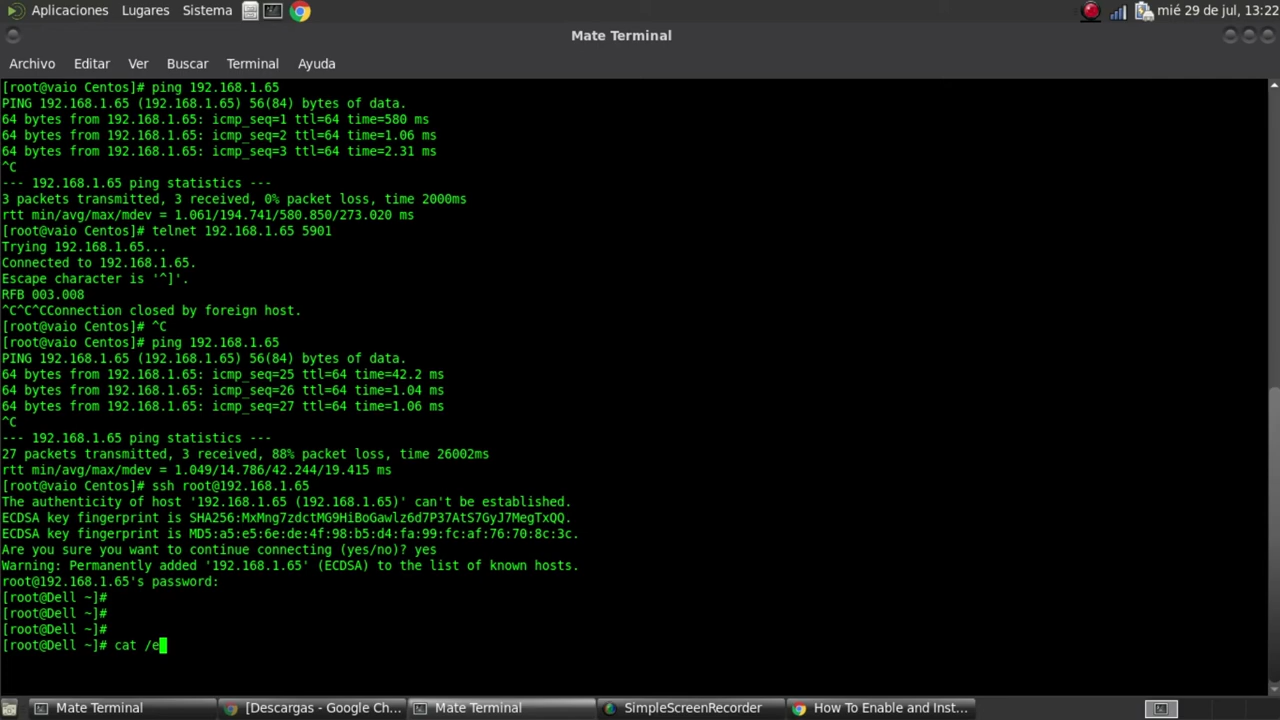 Aplicaciones Lugares Sistema mié 29 de jul, 13:22
Mate Terminal
Archivo Editar Ver Buscar Terminal Ayuda
[root@vaio Centos]# ping 192.168.1.65
PING 192.168.1.65 (192.168.1.65) 56(84) bytes of data.
64 bytes from 192.168.1.65: icmp_seq=1 ttl=64 time=580 ms
64 bytes from 192.168.1.65: icmp_seq=2 ttl=64 time=1.06 ms
64 bytes from 192.168.1.65: icmp_seq=3 ttl=64 time=2.31 ms
^C
--- 192.168.1.65 ping statistics ---
3 packets transmitted, 3 received, 0% packet loss, time 2000ms
rtt min/avg/max/mdev = 1.061/194.741/580.850/273.020 ms
[root@vaio Centos]# telnet 192.168.1.65 5901
Trying 192.168.1.65...
Connected to 192.168.1.65.
Escape character is '^]'.
RFB 003.008
^C^C^CConnection closed by foreign host.
[root@vaio Centos]# ^C
[root@vaio Centos]# ping 192.168.1.65
PING 192.168.1.65 (192.168.1.65) 56(84) bytes of data.
64 bytes from 192.168.1.65: icmp_seq=25 ttl=64 time=42.2 ms
64 bytes from 192.168.1.65: icmp_seq=26 ttl=64 time=1.04 ms
64 bytes from 192.168.1.65: icmp_seq=27 ttl=64 time=1.06 ms
^C
--- 192.168.1.65 ping statistics ---
27 packets transmitted, 3 received, 88% packet loss, time 26002ms
rtt min/avg/max/mdev = 1.049/14.786/42.244/19.415 ms
[root@vaio Centos]# ssh root@192.168.1.65
The authenticity of host '192.168.1.65 (192.168.1.65)' can't be established.
ECDSA key fingerprint is SHA256:MxMng7zdctMG9HiBoGawlz6d7P37AtS7GyJ7MegTxQQ.
ECDSA key fingerprint is MD5:a5:e5:6e:de:4f:98:b5:d4:fa:99:fc:af:76:70:8c:3c.
Are you sure you want to continue connecting (yes/no)? yes
Warning: Permanently added '192.168.1.65' (ECDSA) to the list of known hosts.
root@192.168.1.65's password:
[root@Dell ~]#
[root@Dell ~]#
[root@Dell ~]#
[root@Dell ~]# cat /e
Mate Terminal [Descargas - Google Ch... Mate Terminal SimpleScreenRecorder How To Enable and Inst...